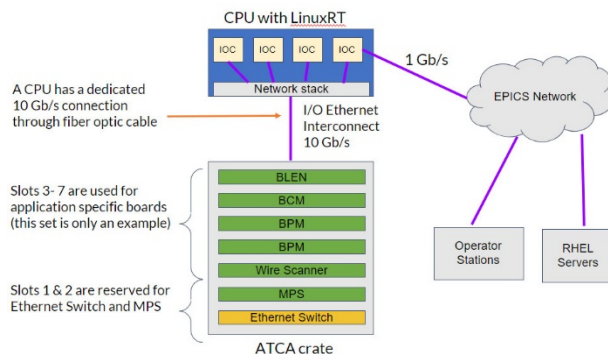 CPU with LinuxRT
IOC IOC IOC IOC
Network stack
1 Gb/s
EPICS Network
A CPU has a dedicated
10 Gb/s connection
through fiber optic cable
I/O Ethernet
Interconnect
10 Gb/s
Slots 3- 7 are used for
application specific boards
(this set is only an example)
Slots 1 & 2 are reserved for
Ethernet Switch and MPS
BLEN
BCM
BPM
BPM
Wire Scanner
MPS
Ethernet Switch
ATCA crate
Operator
Stations
RHEL
Servers